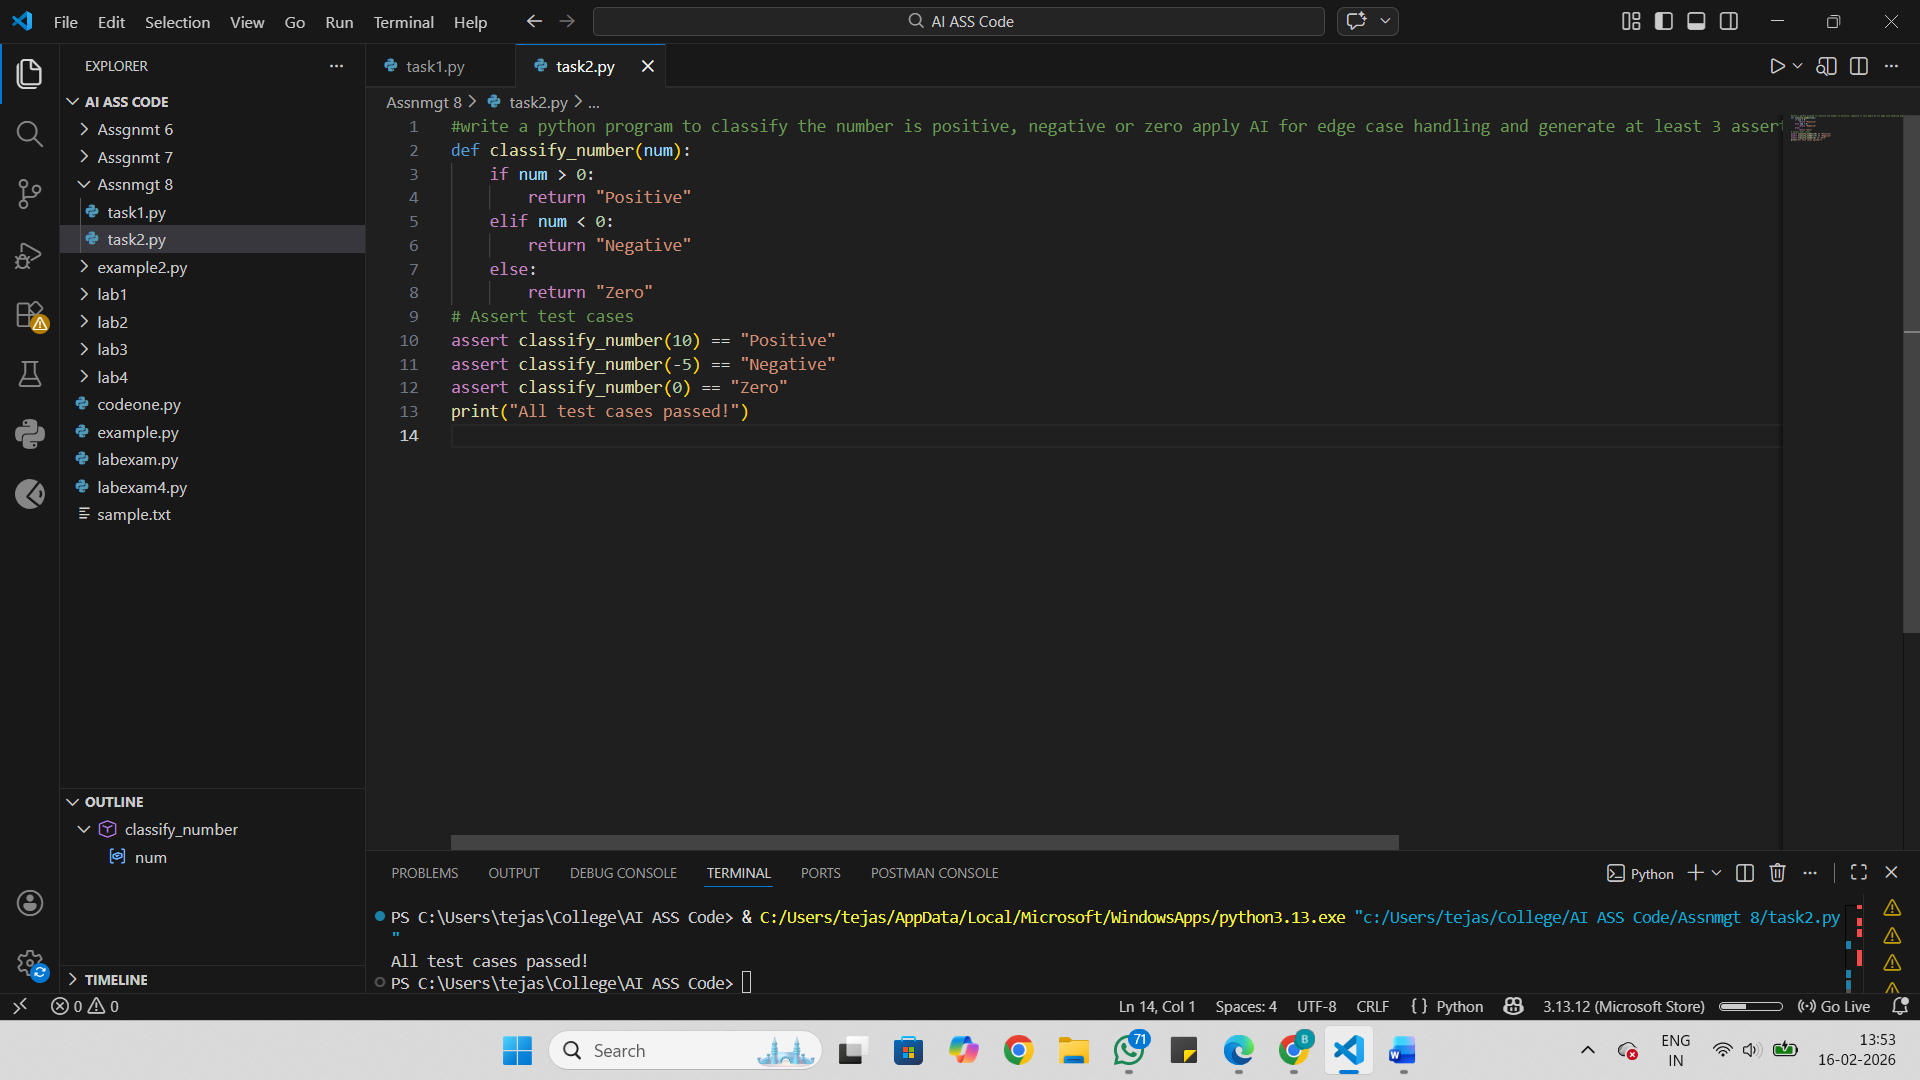 File Edit Selection View Go Run Terminal Help
AI ASS Code
EXPLORER
AI ASS CODE
Assgnmt 6
Assgnmt 7
Assnmgt 8
task1.py
task2.py
example2.py
lab1
lab2
lab3
lab4
codeone.py
example.py
labexam.py
labexam4.py
sample.txt
OUTLINE
classify_number
num
TIMELINE
task1.py task2.py
Assnmgt 8 > task2.py > ...
1 #write a python program to classify the number is positive, negative or zero apply AI for edge case handling and generate at least 3 asser
2 def classify_number(num):
3 if num > 0:
4 return "Positive"
5 elif num < 0:
6 return "Negative"
7 else:
8 return "Zero"
9 # Assert test cases
10 assert classify_number(10) == "Positive"
11 assert classify_number(-5) == "Negative"
12 assert classify_number(0) == "Zero"
13 print("All test cases passed!")
14
PROBLEMS OUTPUT DEBUG CONSOLE TERMINAL PORTS POSTMAN CONSOLE
Python
PS C:\Users\tejas\College\AI ASS Code> & C:/Users/tejas/AppData/Local/Microsoft/WindowsApps/python3.13.exe "c:/Users/tejas/College/AI ASS Code/Assnmgt 8/task2.py
"
All test cases passed!
PS C:\Users\tejas\College\AI ASS Code>
0 0
Ln 14, Col 1 Spaces: 4 UTF-8 CRLF { } Python 3.13.12 (Microsoft Store) Go Live
Search
71
B
W
ENG
IN
13:53
16-02-2026